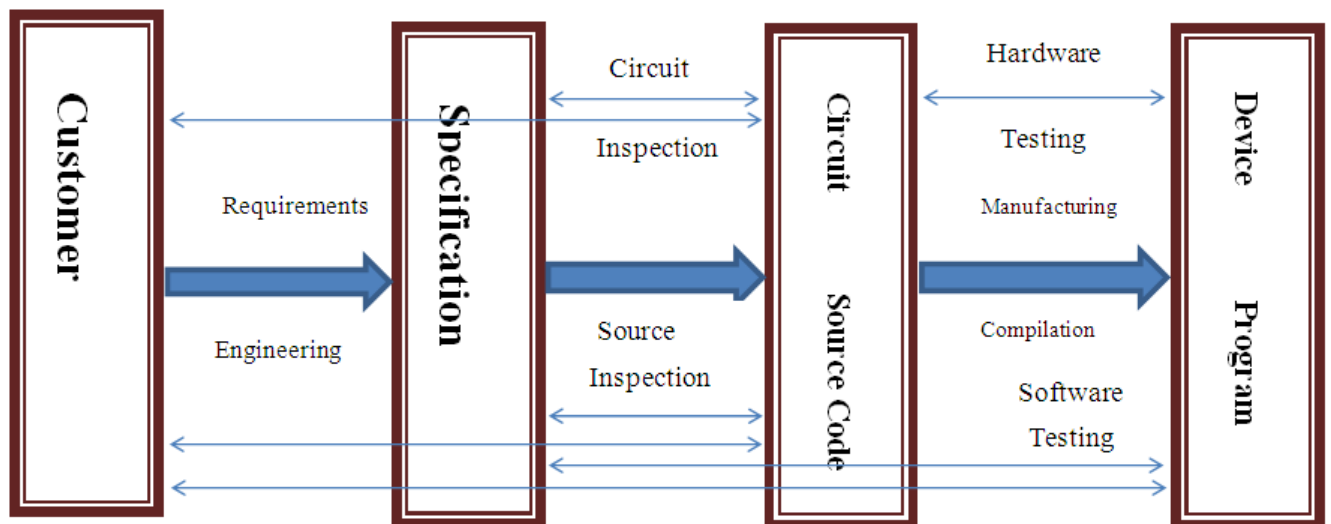 Customer
Requirements
Engineering
Specification
Circuit
Inspection
Source
Inspection
Circuit
Source Code
Hardware
Testing
Manufacturing
Compilation
Software
Testing
Device
Program